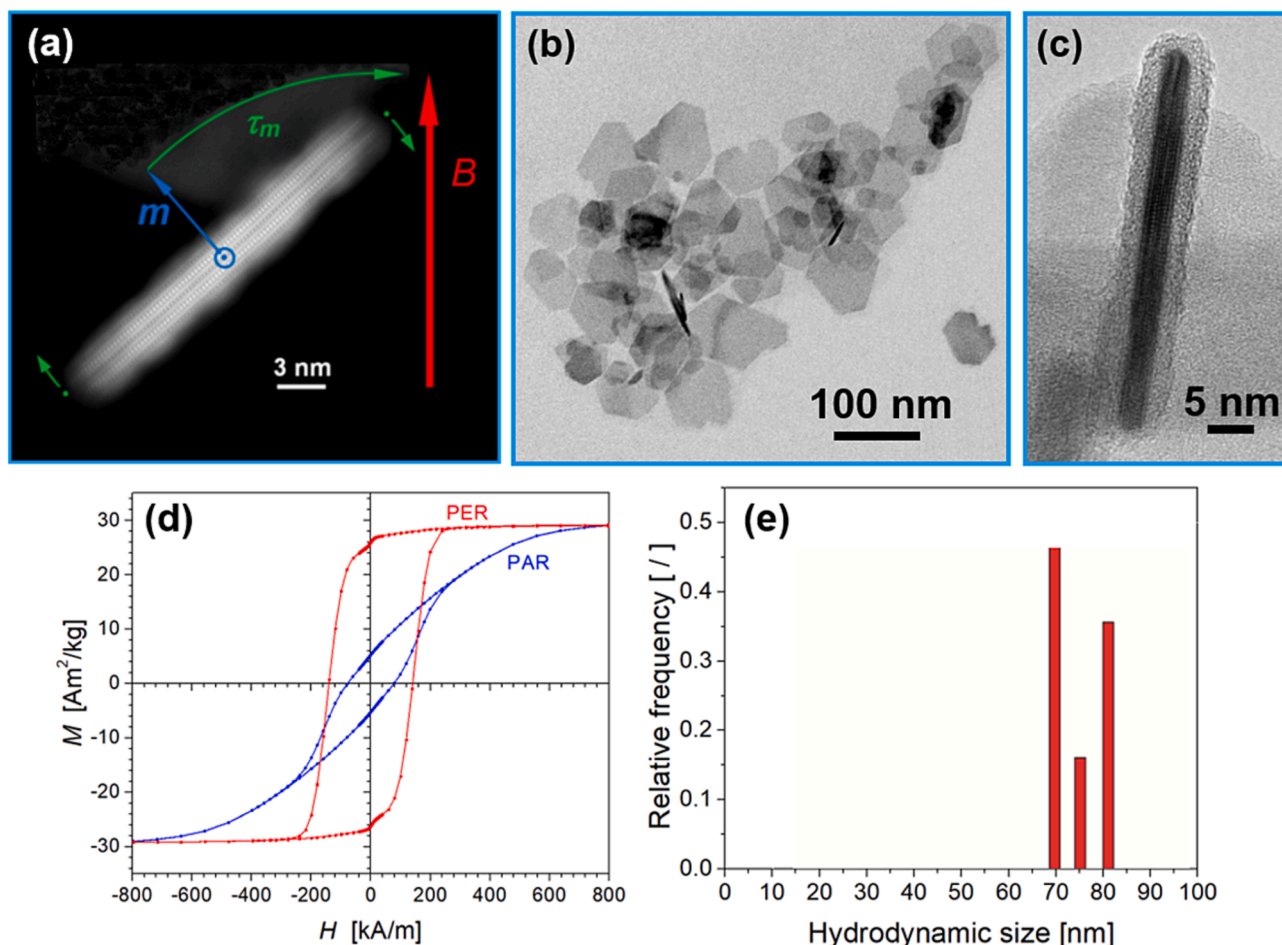 (a)
τm
m
B
3 nm
(b)
100 nm
(c)
5 nm
(d)
PER
PAR
M [Am²/kg]
30
20
10
0
-10
-20
-30
-800 -400 0 200 400 600 800
H [kA/m]
(e)
Relative frequency [ / ]
0.5
0.4
0.3
0.2
0.1
0.0
0 10 20 30 40 50 60 70 80 90 100
Hydrodynamic size [nm]